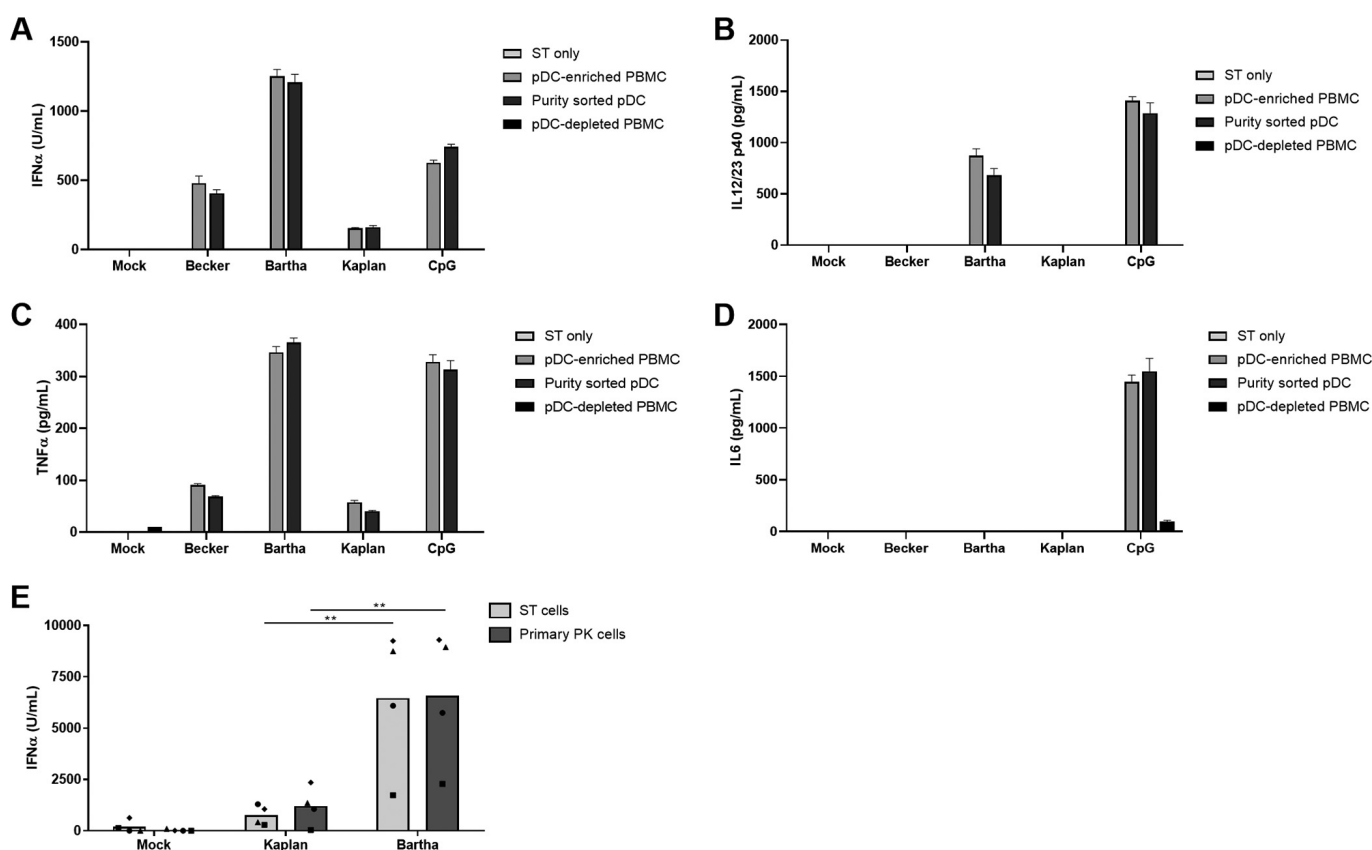 A
IFNα (U/mL)
1500
1000
500
0
Mock Becker Bartha Kaplan CpG
ST only
pDC-enriched PBMC
Purity sorted pDC
pDC-depleted PBMC
B
IL12/23 p40 (pg/mL)
2000
1500
1000
500
0
Mock Becker Bartha Kaplan CpG
ST only
pDC-enriched PBMC
Purity sorted pDC
pDC-depleted PBMC
C
TNFα (pg/mL)
400
300
200
100
0
Mock Becker Bartha Kaplan CpG
ST only
pDC-enriched PBMC
Purity sorted pDC
pDC-depleted PBMC
D
IL6 (pg/mL)
2000
1500
1000
500
0
Mock Becker Bartha Kaplan CpG
ST only
pDC-enriched PBMC
Purity sorted pDC
pDC-depleted PBMC
E
IFNα (U/mL)
10000
7500
5000
2500
0
**
**
Mock Kaplan Bartha
ST cells
Primary PK cells